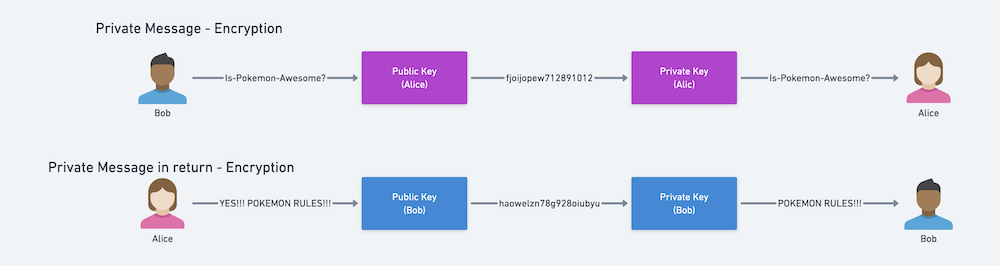 Private Message - Encryption
Is-Pokemon-Awesome?
Public Key
(Alice)
fjoijopew712891012
Private Key
(Alic)
Is-Pokemon-Awesome?
Bob
Alice
Private Message in return - Encryption
YES!!! POKEMON RULES!!!
Public Key
(Bob)
haowelzn78g928oiubyu
Private Key
(Bob)
POKEMON RULES!!!
Alice
Bob